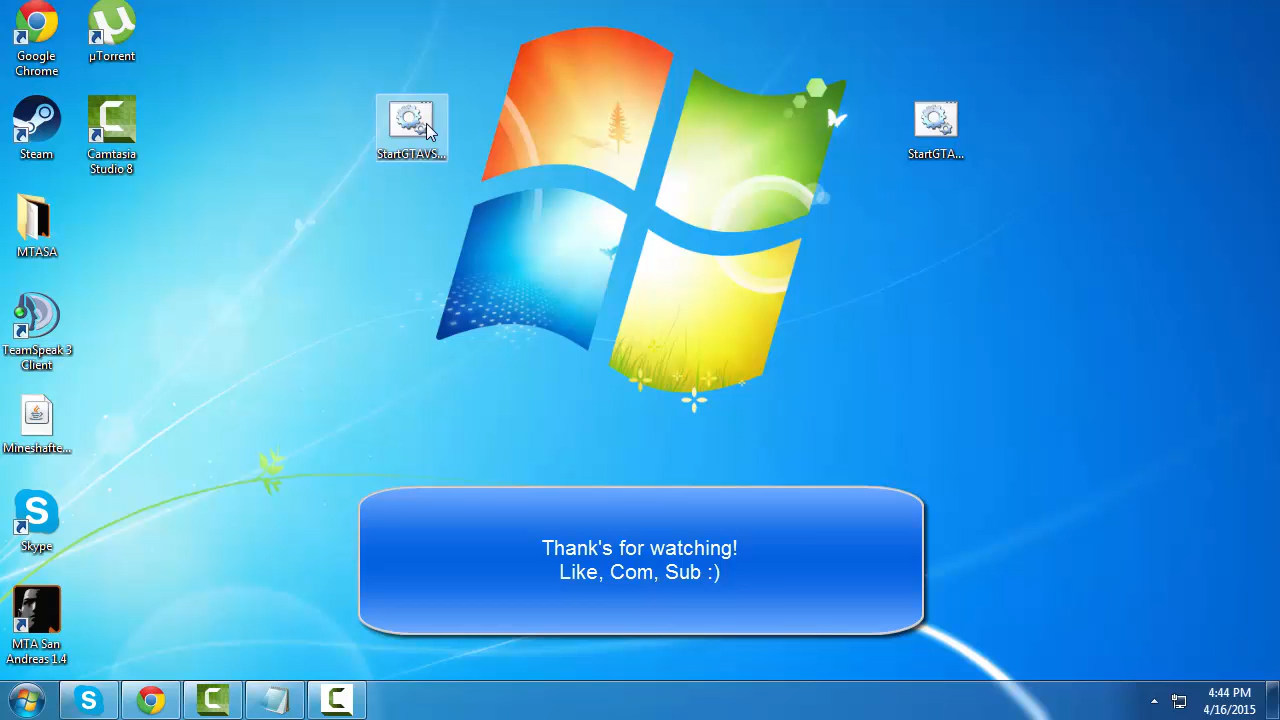 Google
Chrome
µTorrent
Steam
Camtasia
Studio 8
StartGTAVS...
StartGTA...
MTASA
TeamSpeak 3
Client
Mineshafte...
Skype
MTA San
Andreas 1.4
Thank's for watching!
Like, Com, Sub :)
4:44 PM
4/16/2015